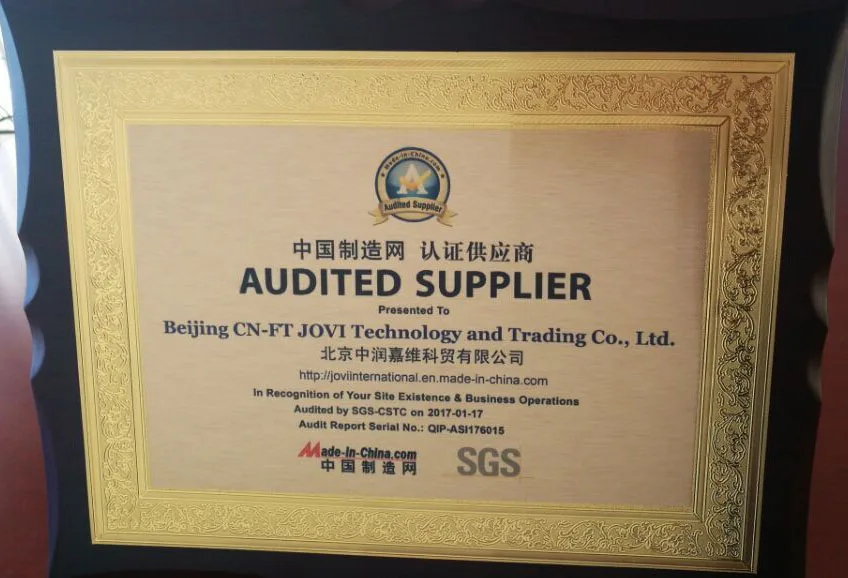 Made-in-China.com
Audited Supplier
中国制造网 认证供应商
AUDITED SUPPLIER
Presented To
Beijing CN-FT JOVI Technology and Trading Co., Ltd.
北京中润嘉维科贸有限公司
http://joviinternational.en.made-in-china.com
in Recognition of Your Site Existence & Business Operations
Audited by SGS-CSTC on 2017-01-17
Audit Report Serial No.: QIP-ASI176015
Made-in-China.com
中国制造网
SGS